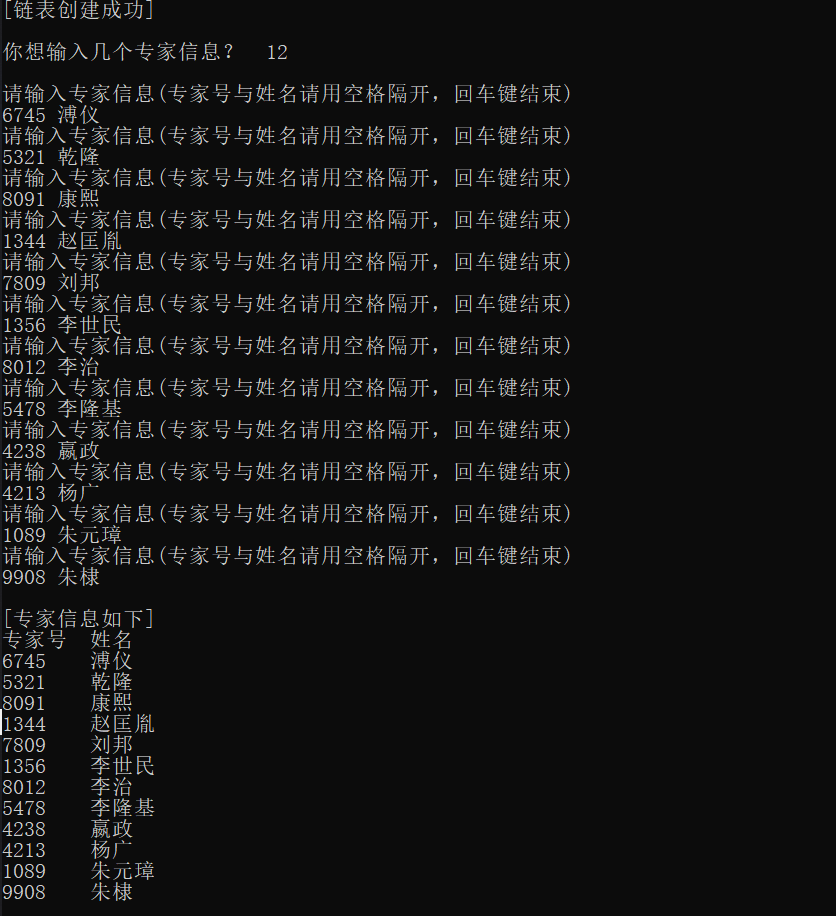 [链表创建成功]
你想输入几个专家信息？ 12
请输入专家信息(专家号与姓名请用空格隔开，回车键结束)
6745 溥仪
请输入专家信息(专家号与姓名请用空格隔开，回车键结束)
5321 乾隆
请输入专家信息(专家号与姓名请用空格隔开，回车键结束)
8091 康熙
请输入专家信息(专家号与姓名请用空格隔开，回车键结束)
1344 赵匡胤
请输入专家信息(专家号与姓名请用空格隔开，回车键结束)
7809 刘邦
请输入专家信息(专家号与姓名请用空格隔开，回车键结束)
1356 李世民
请输入专家信息(专家号与姓名请用空格隔开，回车键结束)
8012 李治
请输入专家信息(专家号与姓名请用空格隔开，回车键结束)
5478 李隆基
请输入专家信息(专家号与姓名请用空格隔开，回车键结束)
4238 嬴政
请输入专家信息(专家号与姓名请用空格隔开，回车键结束)
4213 杨广
请输入专家信息(专家号与姓名请用空格隔开，回车键结束)
1089 朱元璋
请输入专家信息(专家号与姓名请用空格隔开，回车键结束)
9908 朱棣
[专家信息如下]
专家号 姓名
6745 溥仪
5321 乾隆
8091 康熙
1344 赵匡胤
7809 刘邦
1356 李世民
8012 李治
5478 李隆基
4238 嬴政
4213 杨广
1089 朱元璋
9908 朱棣